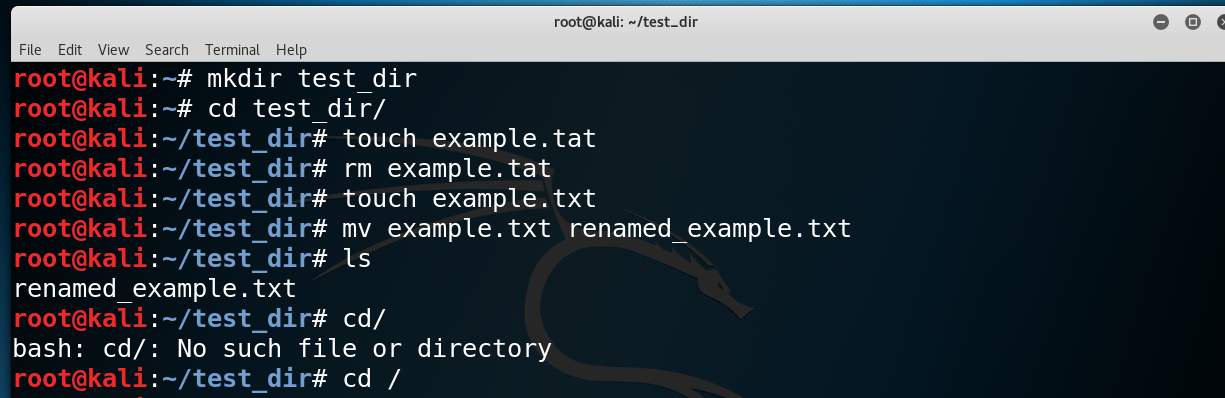 root@kali: ~/test_dir
File Edit View Search Terminal Help
root@kali:~# mkdir test_dir
root@kali:~# cd test_dir/
root@kali:~/test_dir# touch example.tat
root@kali:~/test_dir# rm example.tat
root@kali:~/test_dir# touch example.txt
root@kali:~/test_dir# mv example.txt renamed_example.txt
root@kali:~/test_dir# ls
renamed_example.txt
root@kali:~/test_dir# cd/
bash: cd/: No such file or directory
root@kali:~/test_dir# cd /